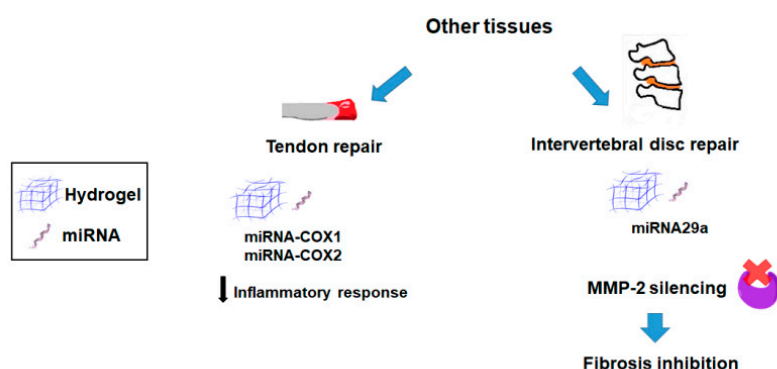 Other tissues
Tendon repair
Intervertebral disc repair
Hydrogel
miRNA
miRNA-COX1
miRNA-COX2
Inflammatory response
miRNA29a
MMP-2 silencing
Fibrosis inhibition